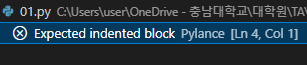 01.py C:\Users\user\OneDrive - 충남대학교\대학원\TA\
Expected indented block Pylance [Ln 4, Col 1]